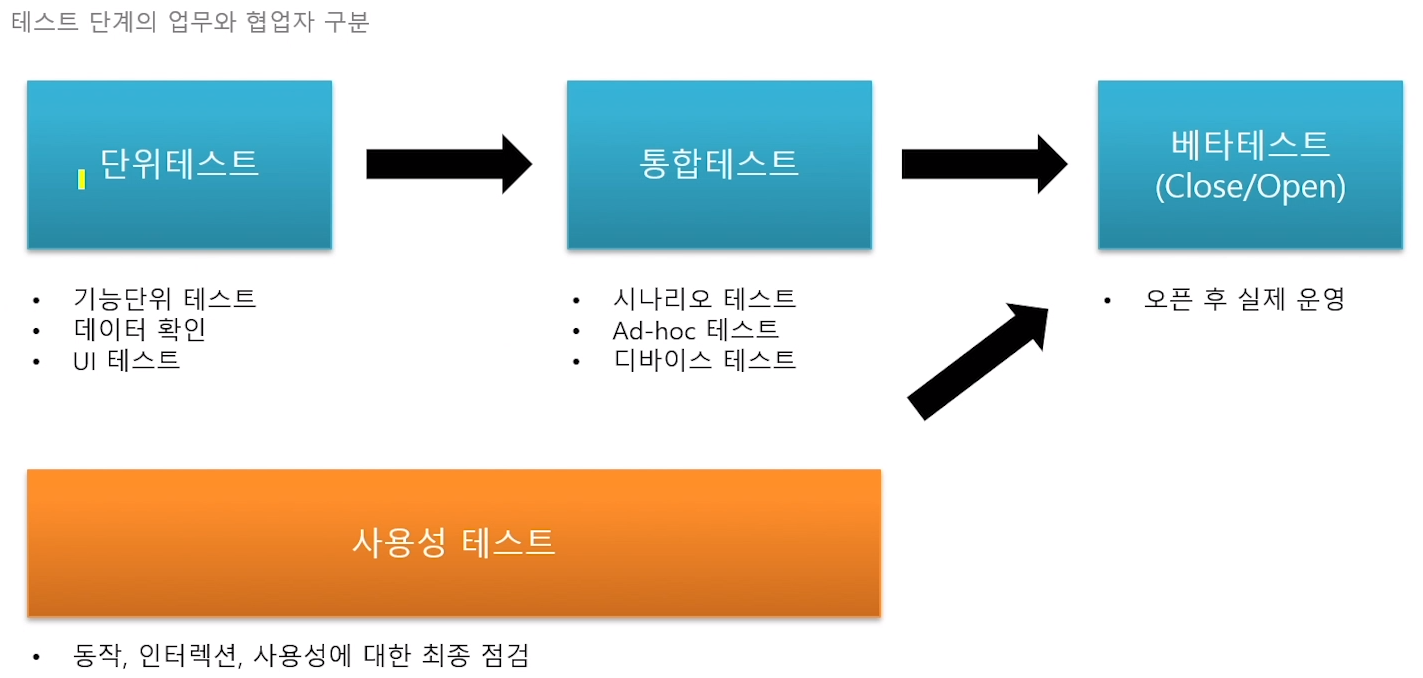 테스트 단계의 업무와 협업자 구분
단위테스트
통합테스트
베타테스트
(Close/Open)
• 기능단위 테스트
• 데이터 확인
• UI 테스트
• 시나리오 테스트
• Ad-hoc 테스트
• 디바이스 테스트
• 오픈 후 실제 운영
사용성 테스트
• 동작, 인터렉션, 사용성에 대한 최종 점검